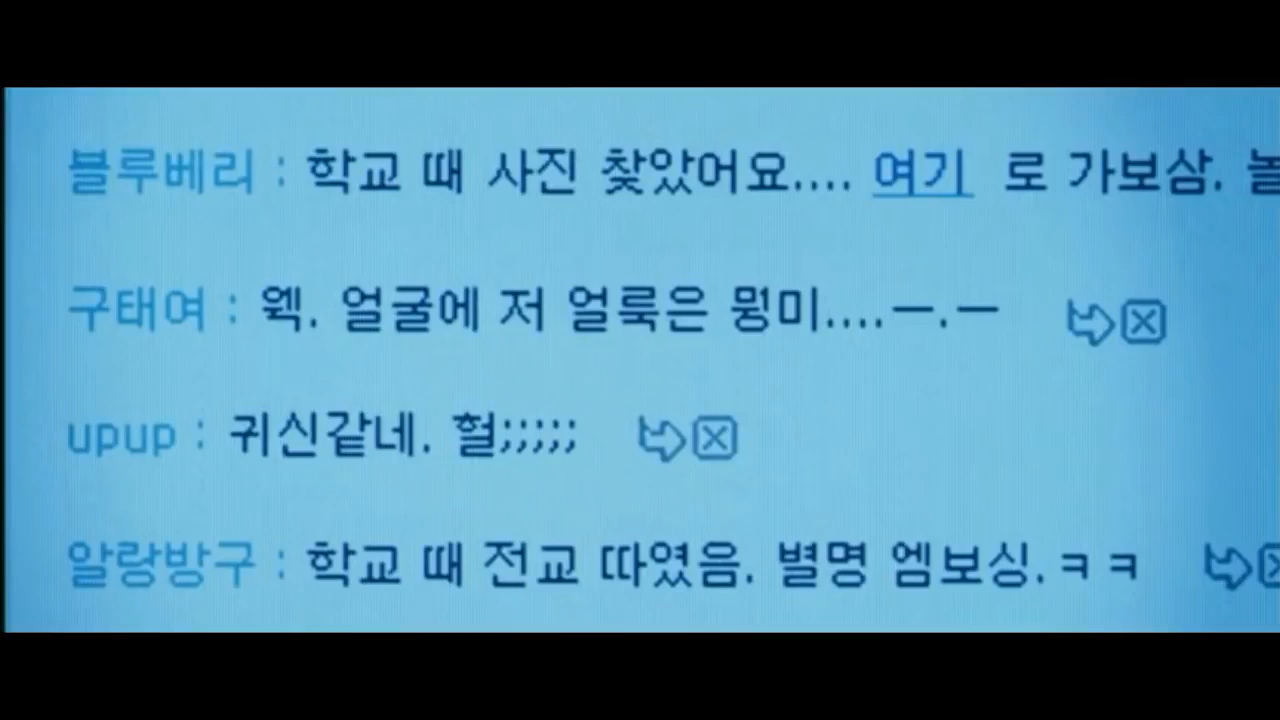 블루베리 : 학교 때 사진 찾았어요.... 여기 로 가보삼. 놀
구태여 : 웩. 얼굴에 저 얼룩은 뭥미....ㅡ.ㅡ
upup : 귀신같네. 헐;;;;;
알랑방구 : 학교 때 전교 따였음. 별명 엠보싱.ㅋㅋ